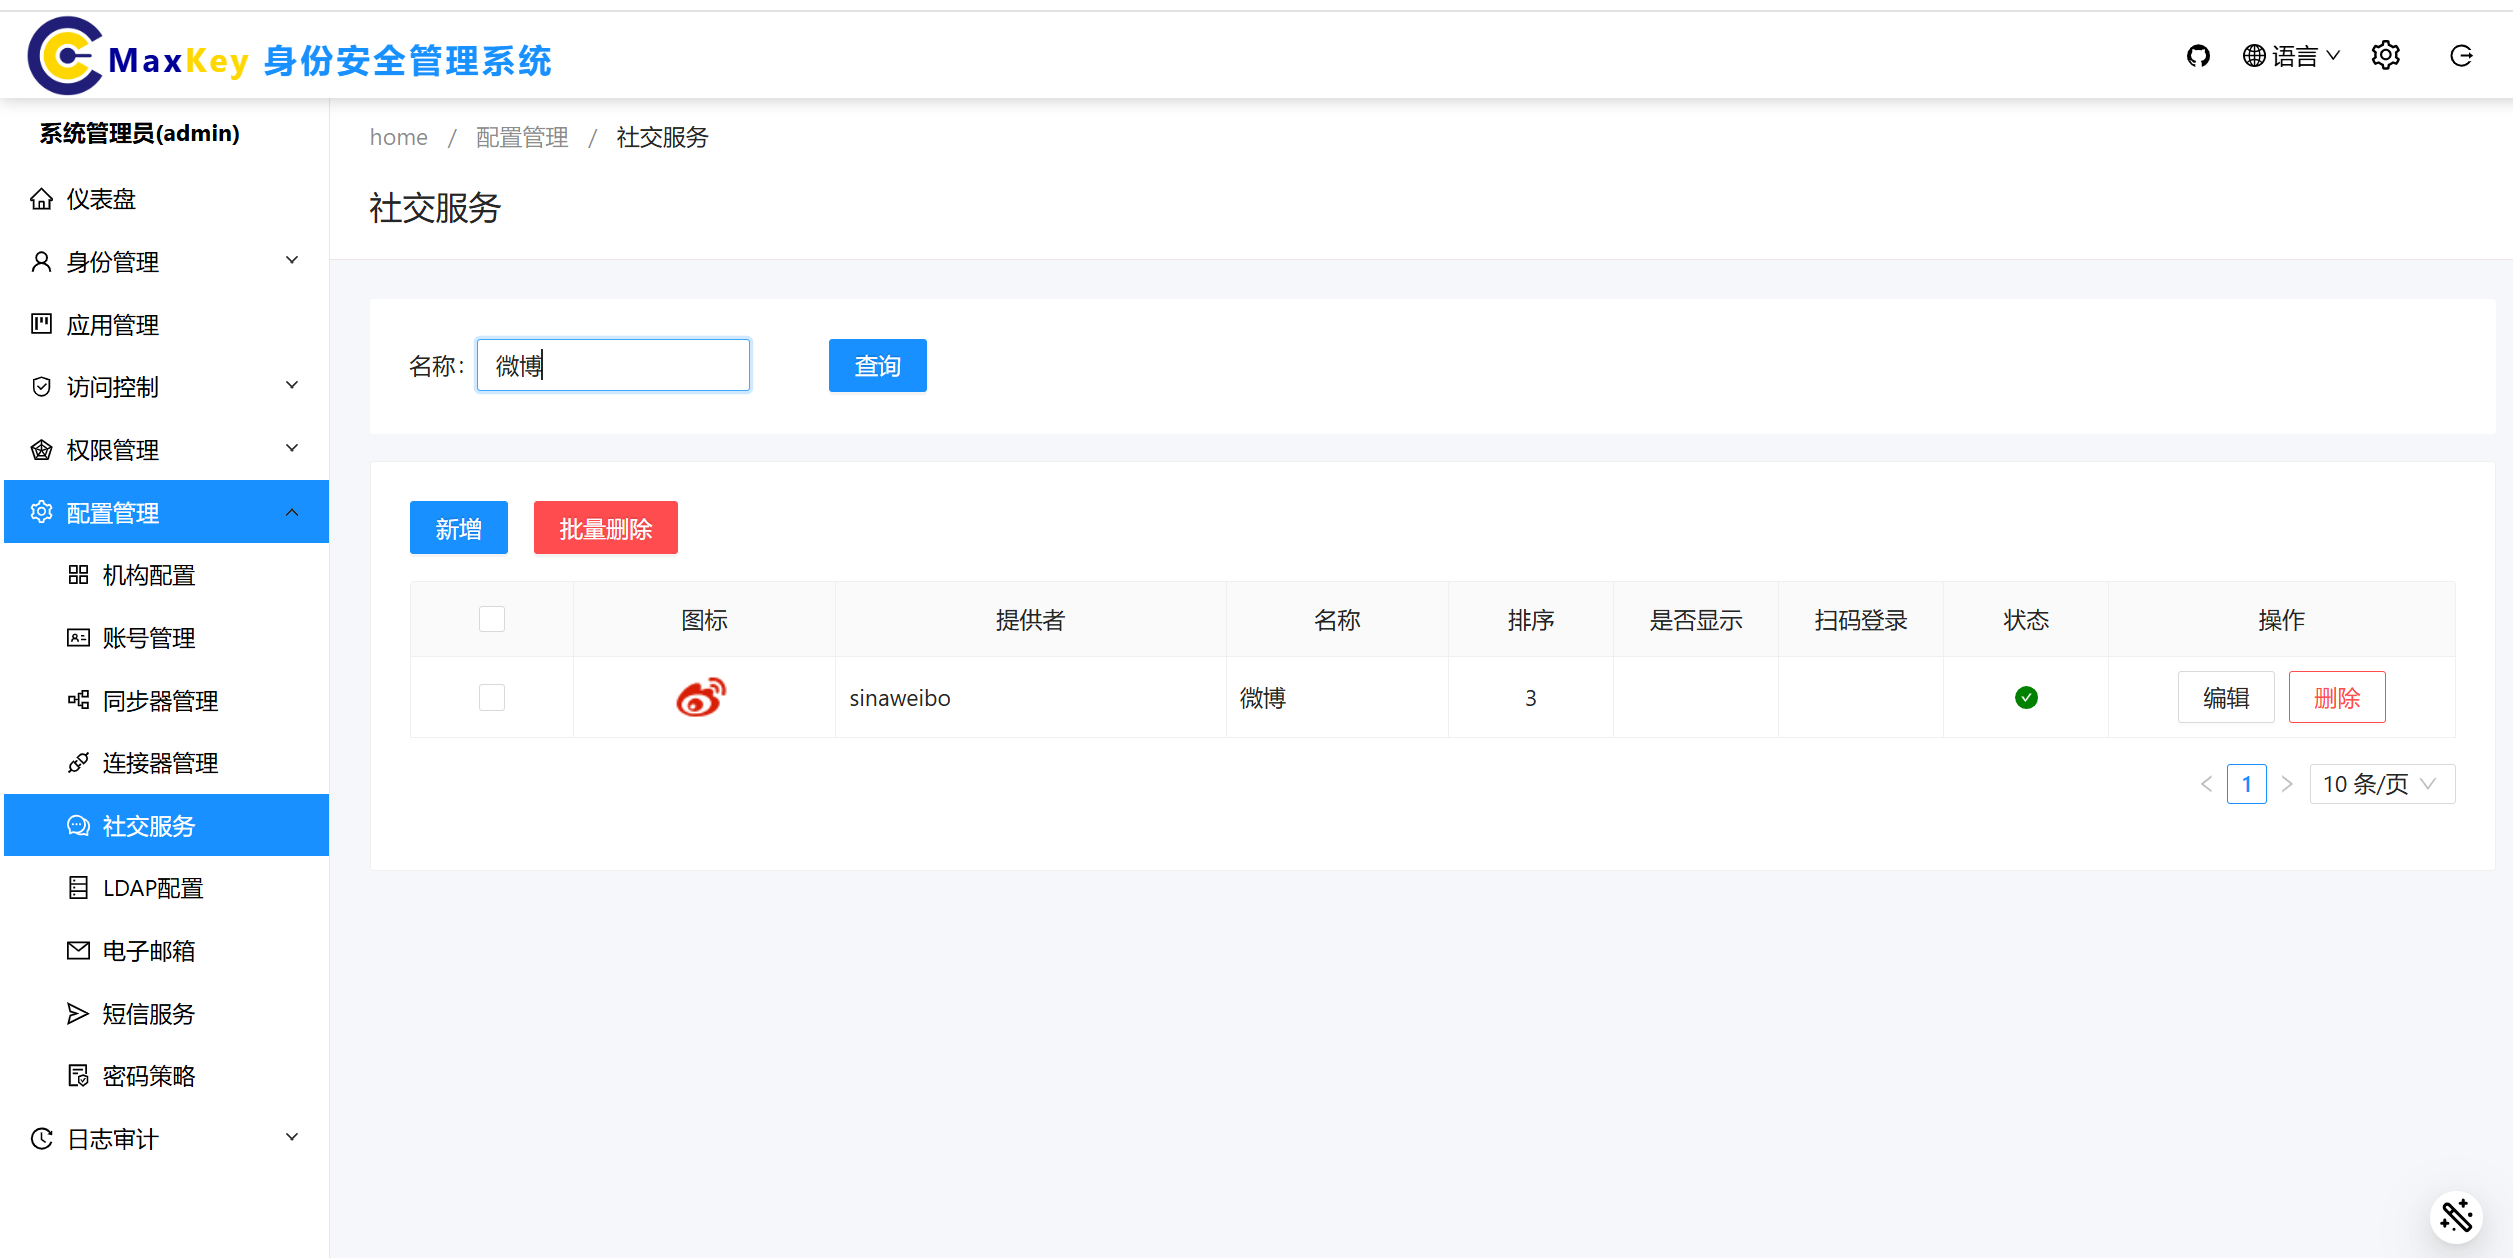 MaxKey 身份安全管理系统
语言
系统管理员(admin)
仪表盘
身份管理
应用管理
访问控制
权限管理
配置管理
机构配置
账号管理
同步器管理
连接器管理
社交服务
LDAP配置
电子邮箱
短信服务
密码策略
日志审计
home / 配置管理 / 社交服务
社交服务
名称: 微博 查询
新增 批量删除
图标 提供者 名称 排序 是否显示 扫码登录 状态 操作
sinaweibo 微博 3 编辑 删除
1 10 条/页